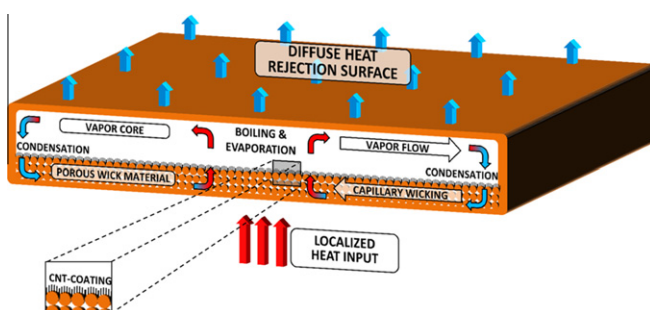 DIFFUSE HEAT
REJECTION SURFACE
VAPOR CORE
BOILING &
EVAPORATION
VAPOR FLOW
CONDENSATION
CONDENSATION
POROUS WICK MATERIAL
CAPILLARY WICKING
LOCALIZED
HEAT INPUT
CNT-COATING